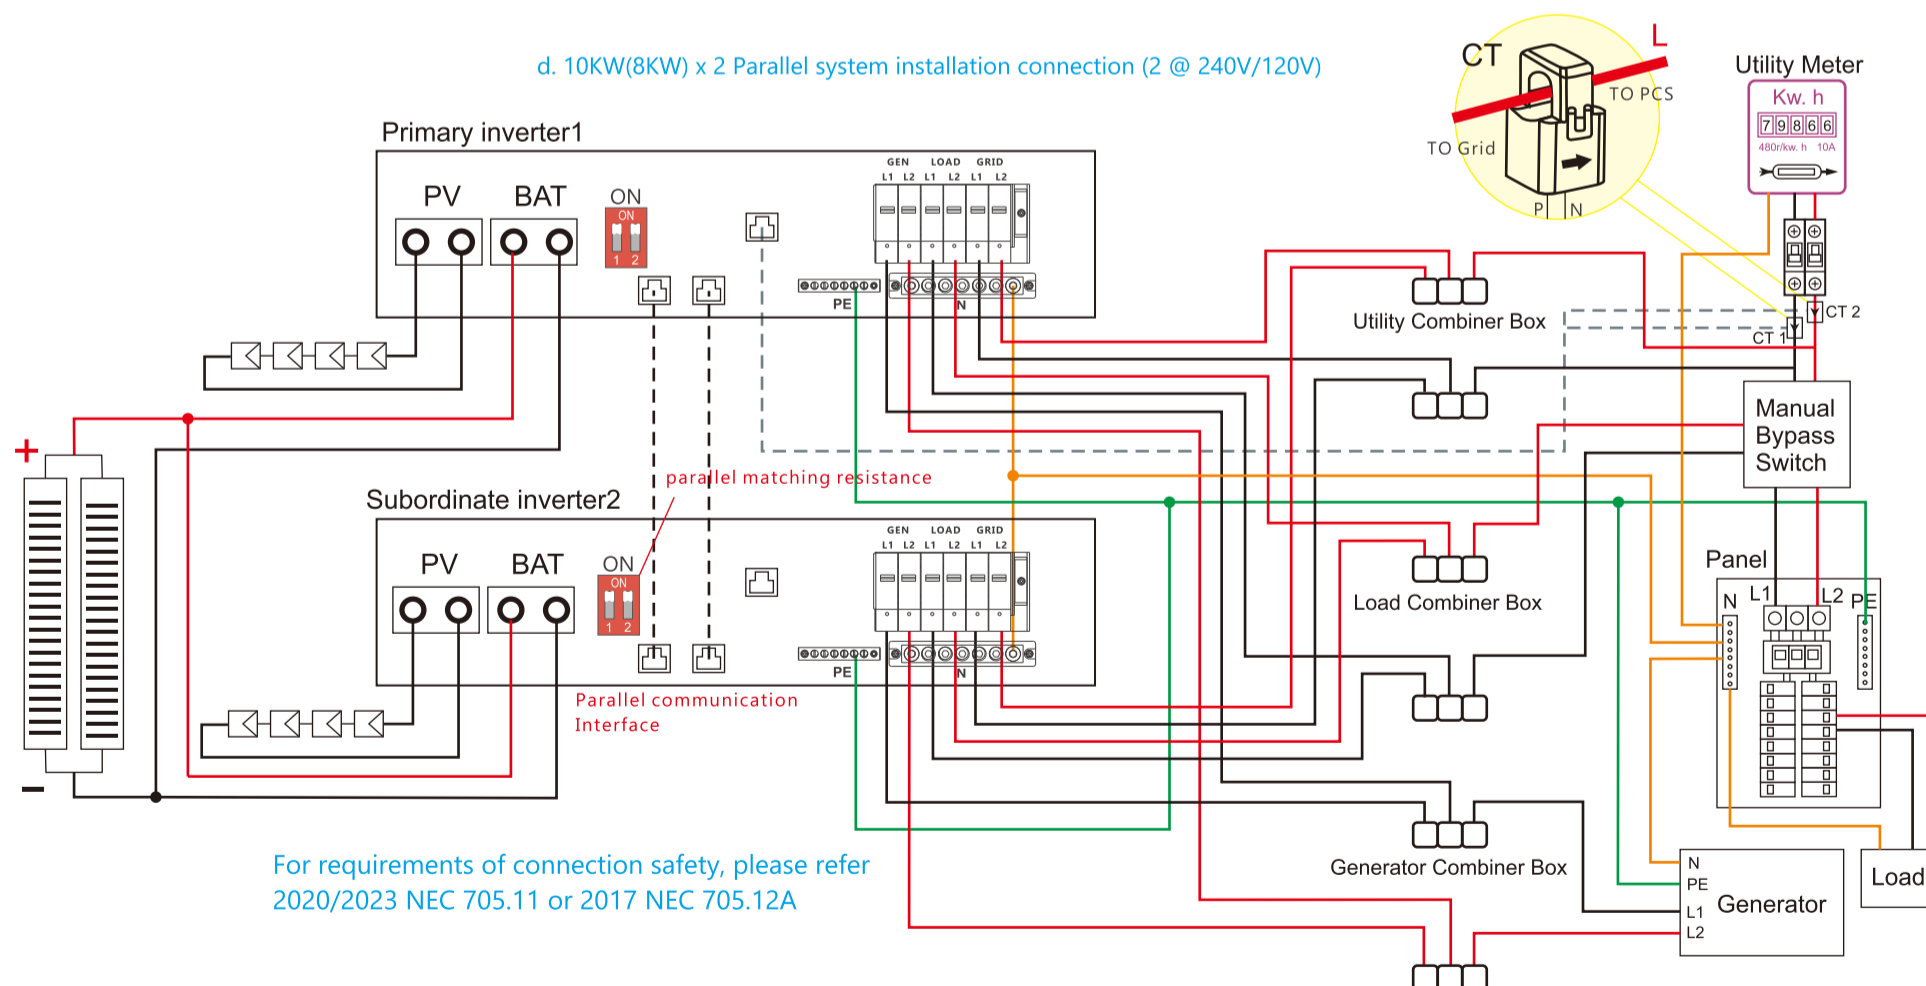 d. 10KW(8KW) x 2 Parallel system installation connection (2 @ 240V/120V)
CT
L
TO PCS
TO Grid
P N
Utility Meter
Kw. h
79866
480r/kw. h 10A
Primary inverter1
PV
BAT
ON
ON
1 2
GEN LOAD GRID
L1 L2 L1 L2 L1 L2
PE
N
Utility Combiner Box
CT 2
CT 1
Manual
Bypass
Switch
+
−
parallel matching resistance
Subordinate inverter2
PV
BAT
ON
ON
1 2
GEN LOAD GRID
L1 L2 L1 L2 L1 L2
PE
N
Parallel communication
Interface
Load Combiner Box
Panel
N
L1
L2
PE
For requirements of connection safety, please refer
2020/2023 NEC 705.11 or 2017 NEC 705.12A
Generator Combiner Box
N
PE
L1
L2
Generator
Load